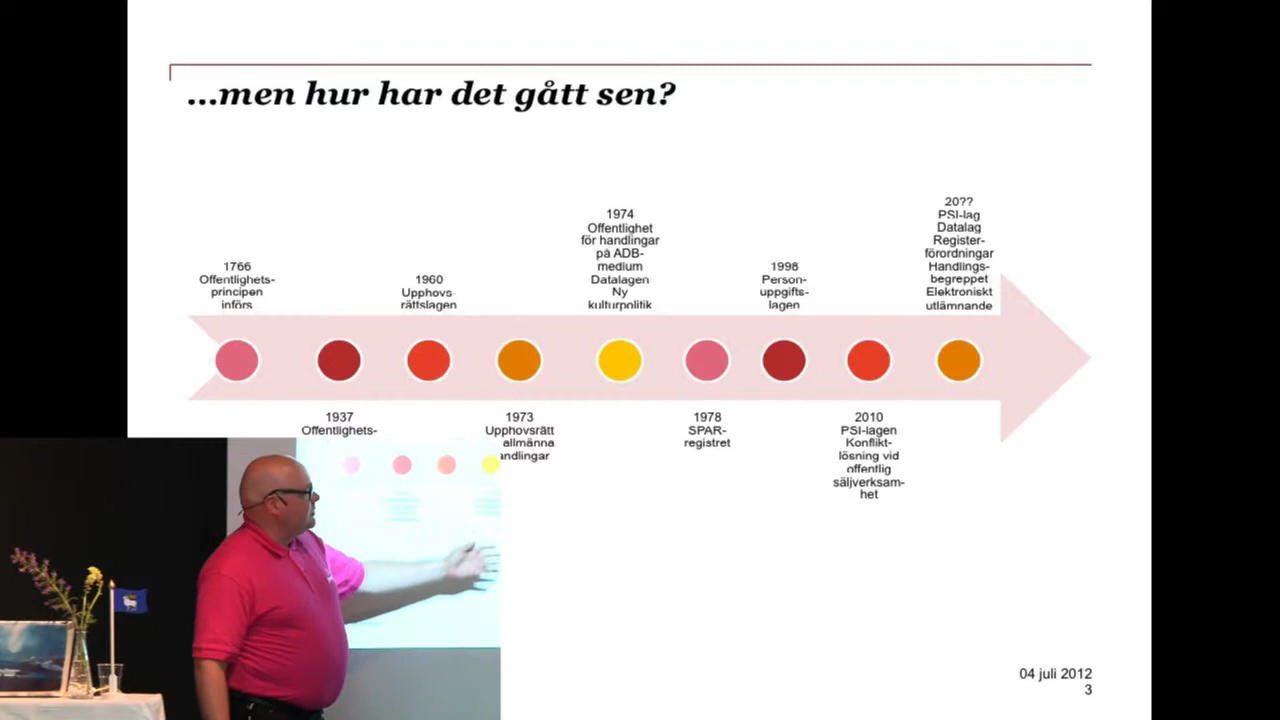 ...men hur har det gått sen?
1766
Offentlighets-
principen
införs
1937
Offentlighets-
1960
Upphovs-
rättslagen
1973
Upphovsrätt
allmänna
andlingar
1974
Offentlighet
för handlingar
på ADB-
medium
Datalagen
Ny
kulturpolitik
1978
SPAR-
registret
1998
Person-
uppgifts-
lagen
2010
PSI-lagen
Konflikt-
lösning vid
offentlig
säljverksam-
het
20??
PSI-lag
Datalag
Register-
förordningar
Handlings-
begreppet
Elektroniskt
utlämnande
04 juli 2012
3